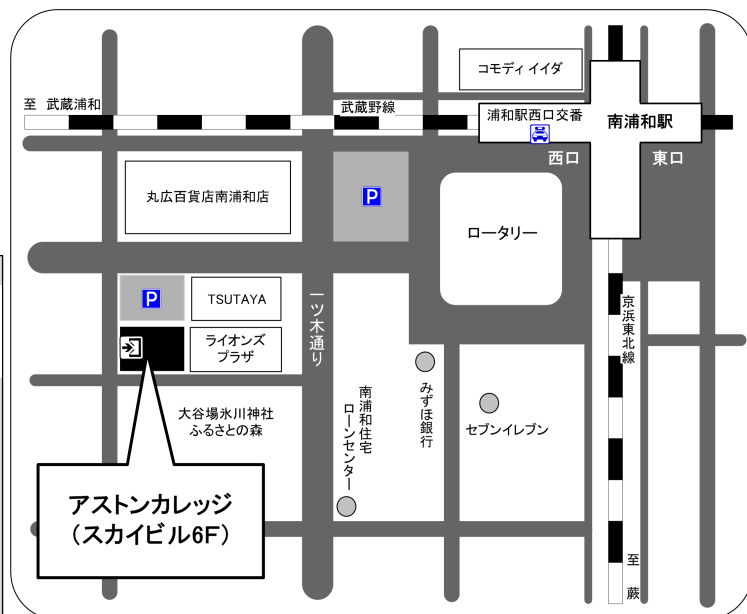 コモディ イイダ
至 武蔵浦和
武蔵野線
浦和駅西口交番
南浦和駅
西口
東口
丸広百貨店南浦和店
P
ロータリー
P
TSUTAYA
一ツ木通り
京浜東北線
ライオンズ
プラザ
みずほ銀行
南浦和住宅
ローンセンター
セブンイレブン
大谷場氷川神社
ふるさとの森
アストンカレッジ
（スカイビル6F）
至 蕨